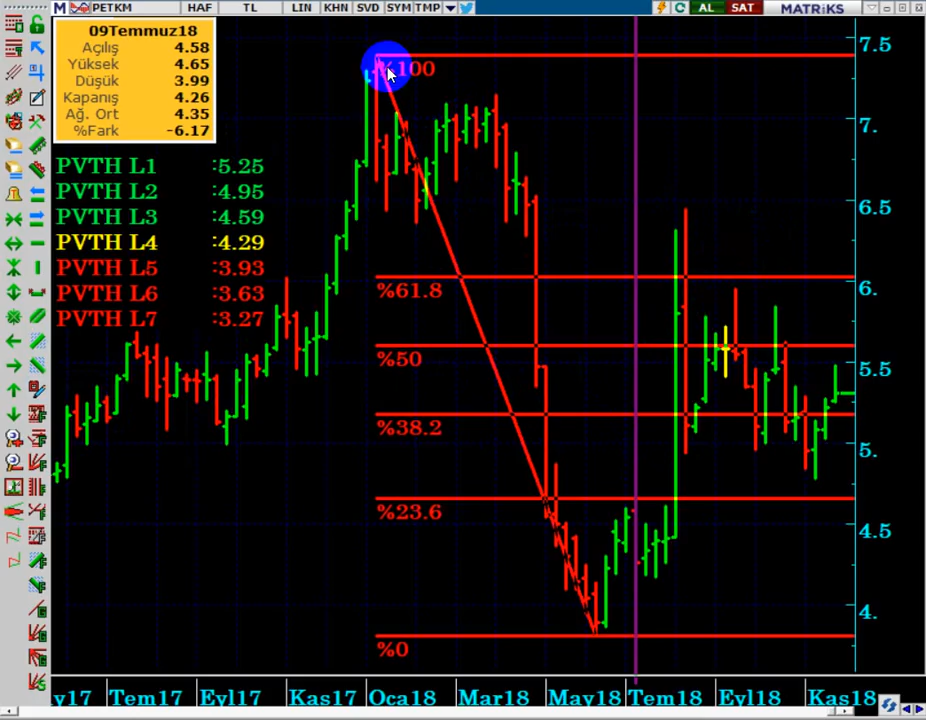 M PETKM HAF TL LIN KHN SVD SYM TMP AL SAT MATRiKS
09Temmuz18
Açılış 4.58
Yüksek 4.65
Düşük 3.99
Kapanış 4.26
Ağ. Ort 4.35
%Fark -6.17
PVTH L1 :5.25
PVTH L2 :4.95
PVTH L3 :4.59
PVTH L4 :4.29
PVTH L5 :3.93
PVTH L6 :3.63
PVTH L7 :3.27
%100
%61.8
%50
%38.2
%23.6
%0
7.5
7.
6.5
6.
5.5
5.
4.5
4.
y17 Tem17 Eyl17 Kas17 Oca18 Mar18 May18 Tem18 Eyl18 Kas18